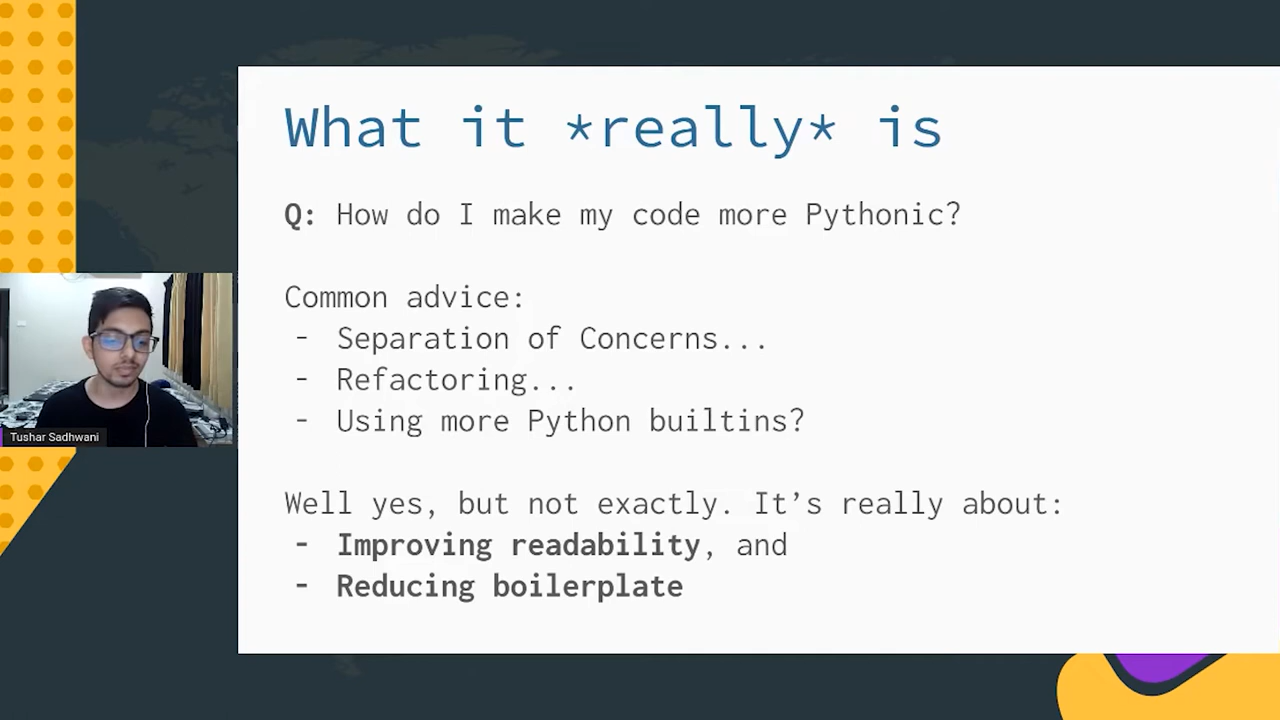 What it *really* is
Q: How do I make my code more Pythonic?
Common advice:
- Separation of Concerns...
- Refactoring...
- Using more Python builtins?
Well yes, but not exactly. It’s really about:
- Improving readability, and
- Reducing boilerplate
Tushar Sadhwani